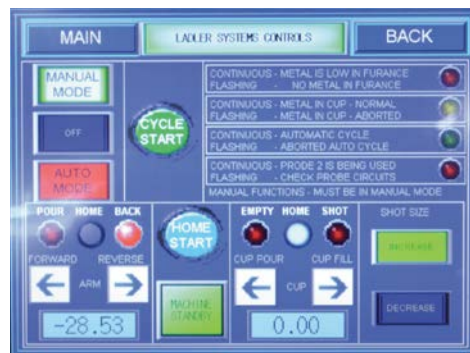 MAIN
LADLER SYSTEMS CONTROLS
BACK
MANUAL MODE
OFF
AUTO MODE
CYCLE START
CONTINUOUS - METAL IS LOW IN FURANCE
FLASHING - NO METAL IN FURANCE
CONTINUOUS - METAL IN CUP - NORMAL
FLASHING - METAL IN CUP - ABORTED
CONTINUOUS - AUTOMATIC CYCLE
FLASHING - ABORTED AUTO CYCLE
CONTINUOUS - PRODE 2 IS BEING USED
FLASHING - CHECK PROBE CIRCUITS
MANUAL FUNCTIONS - MUST BE IN MANUAL MODE
POUR HOME BACK
FORWARD REVERSE
ARM
-28.53
HOME START
MACHINE STANDBY
EMPTY HOME SHOT
CUP POUR CUP FILL
CUP
0.00
SHOT SIZE
INCREASE
DECREASE